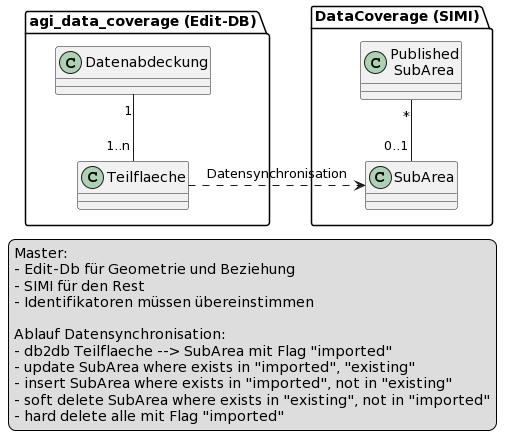 agi_data_coverage (Edit-DB)
DataCoverage (SIMI)
C Datenabdeckung
C Published
SubArea
1
1..n
*
0..1
C Teilflaeche
Datensynchronisation
C SubArea
Master:
- Edit-Db für Geometrie und Beziehung
- SIMI für den Rest
- Identifikatoren müssen übereinstimmen
Ablauf Datensynchronisation:
- db2db Teilflaeche --> SubArea mit Flag "imported"
- update SubArea where exists in "imported", "existing"
- insert SubArea where exists in "imported", not in "existing"
- soft delete SubArea where exists in "existing", not in "imported"
- hard delete alle mit Flag "imported"